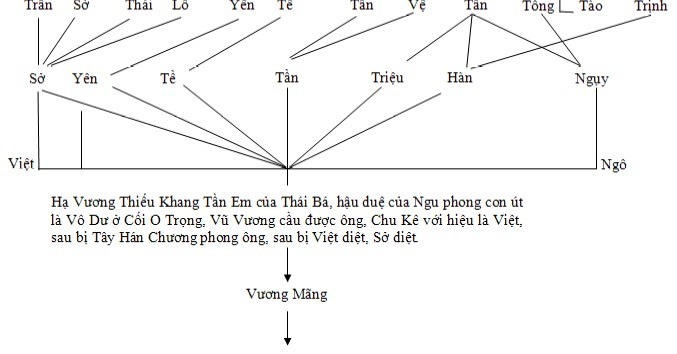 Trần Sở Thái Lỗ Yên Tề Tần Vệ Tấn Tông Tào Trịnh
Sở Yên Tề Tần Triệu Hàn Ngụy
Việt Ngô
Hạ Vương Thiếu Khang Tần Em của Thái Bá, hậu duệ của Ngu phong con út
là Vô Dư ở Cối O Trọng, Vũ Vương cầu được ông, Chu Kê với hiệu là Việt,
sau bị Tây Hán Chương phong ông, sau bị Việt diệt, Sở diệt
Vương Mãng